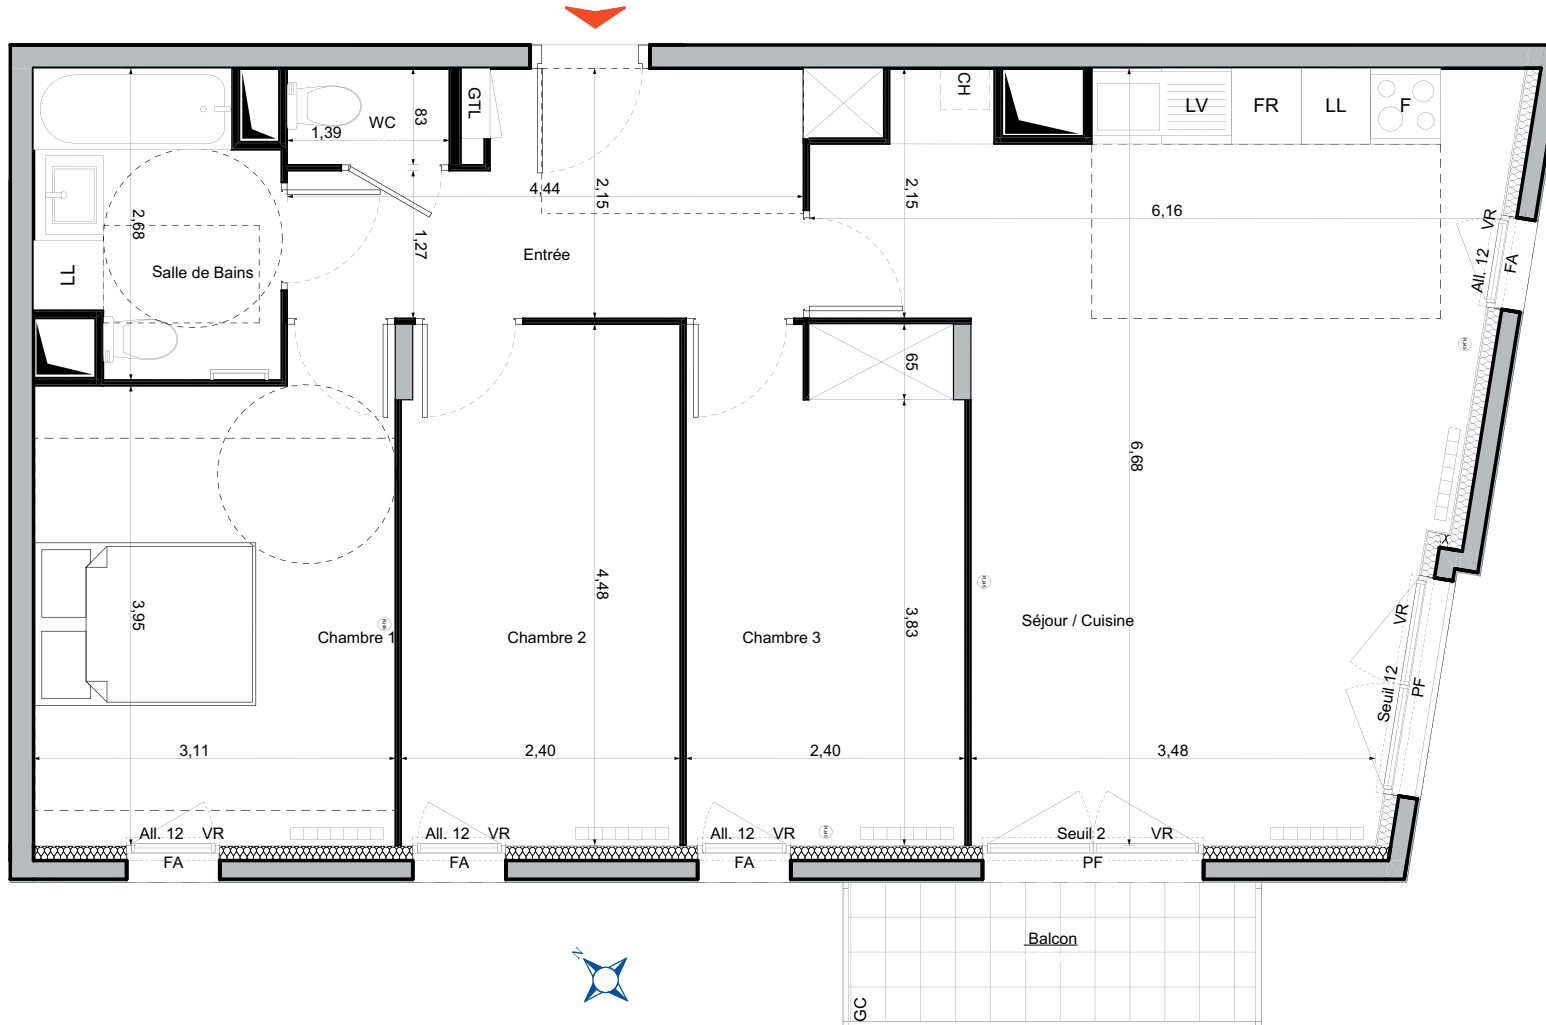 GTL
CH
LV
FR
LL
F
WC
83
1,39
4,44
2,15
2,15
6,16
VR
2,68
1,27
Entrée
Salle de Bains
LL
All. 12
FA
65
6,68
4,48
3,95
3,83
Chambre 1
Chambre 2
Chambre 3
Séjour / Cuisine
VR
Seuil 12
PF
X
RJ45
RJ45
RJ45
RJ45
3,11
2,40
2,40
3,48
All. 12
VR
All. 12
VR
All. 12
VR
Seuil 2
VR
FA
FA
FA
PF
Balcon
N
GC